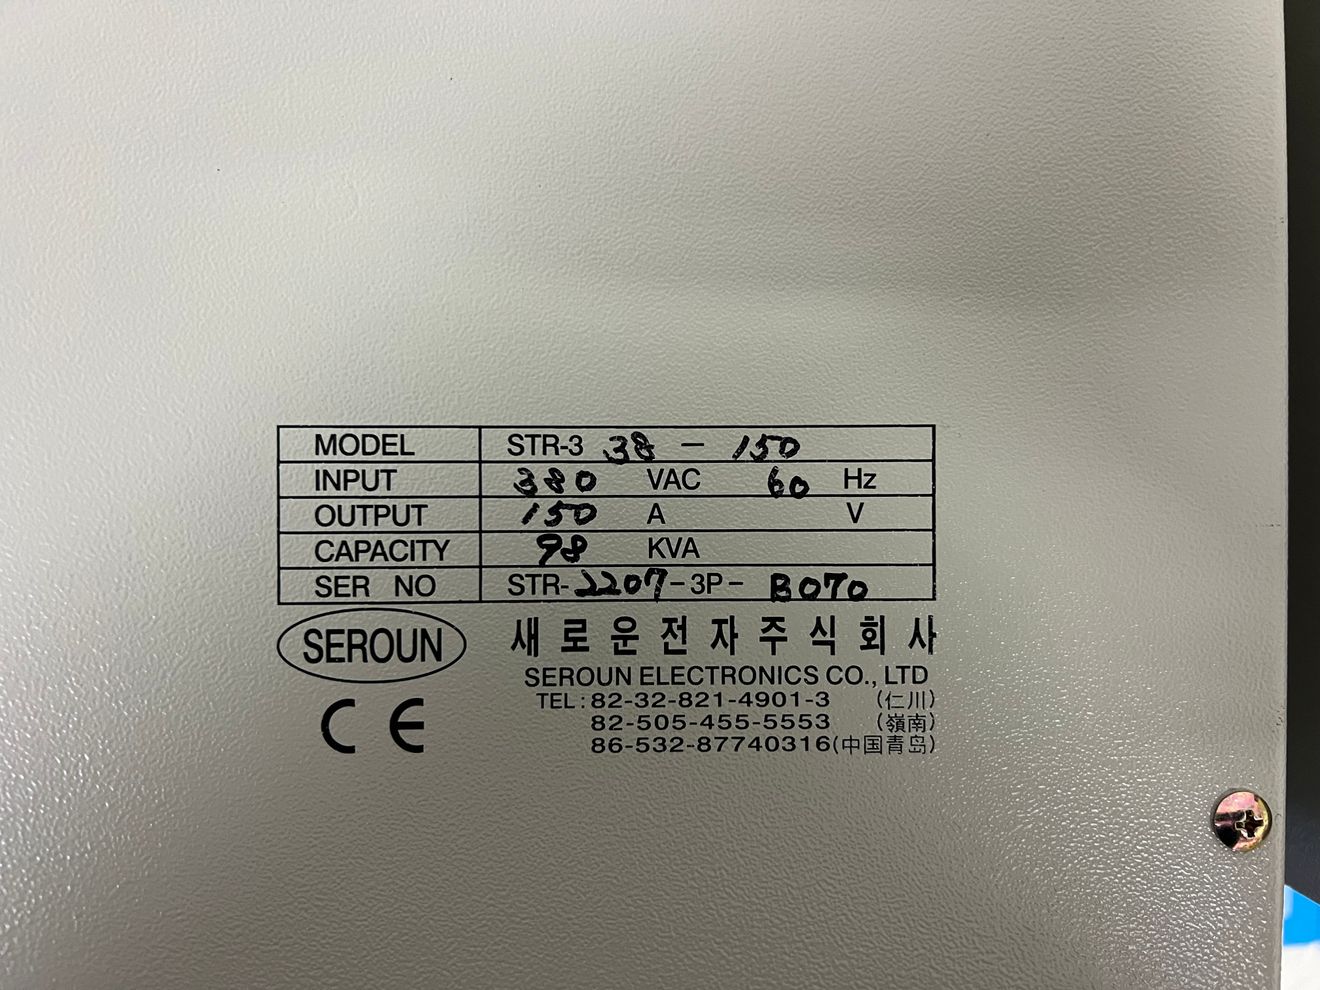 MODEL STR-3 38 - 150
INPUT 380 VAC 60 Hz
OUTPUT 150 A V
CAPACITY 98 KVA
SER NO STR-2207-3P- B070
SEROUN 새로운전자주식회사
SEROUN ELECTRONICS CO., LTD
CE TEL : 82-32-821-4901-3 (仁川)
82-505-455-5553 (嶺南)
86-532-87740316(中国青岛)